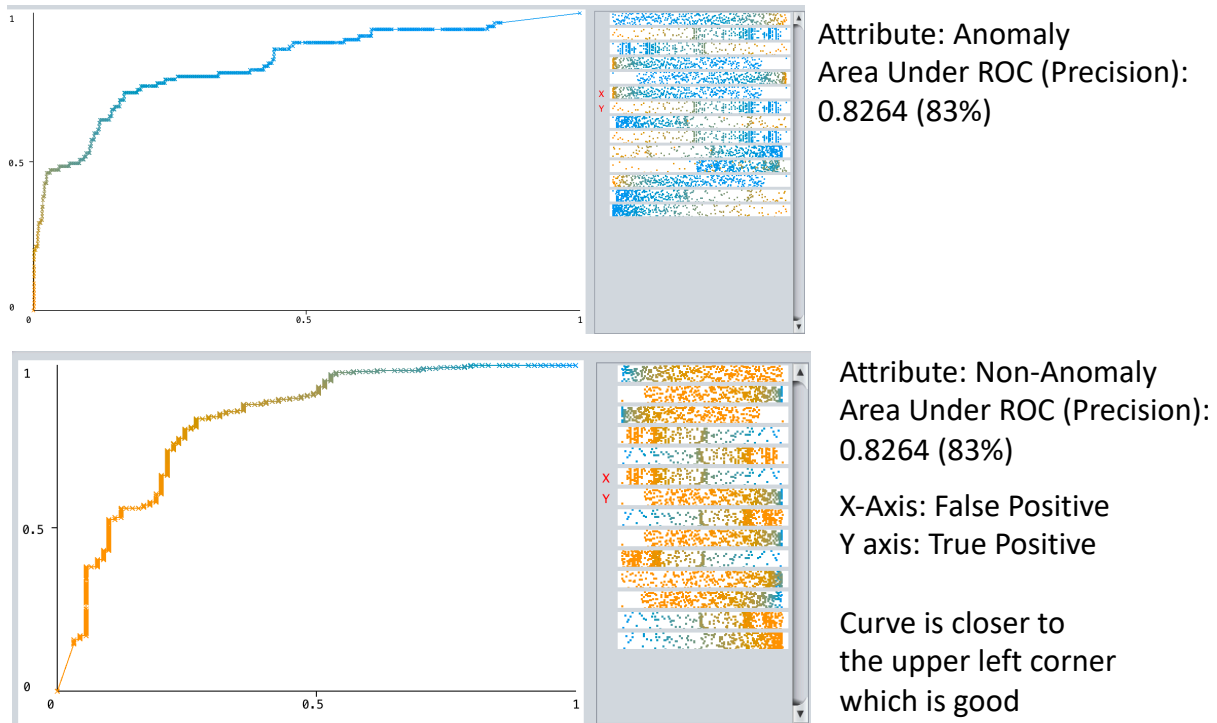 1
0.5
0
0
0.5
1
X
Y
Attribute: Anomaly
Area Under ROC (Precision):
0.8264 (83%)
1
0.5
0
0
0.5
1
X
Y
Attribute: Non-Anomaly
Area Under ROC (Precision):
0.8264 (83%)
X-Axis: False Positive
Y axis: True Positive
Curve is closer to
the upper left corner
which is good